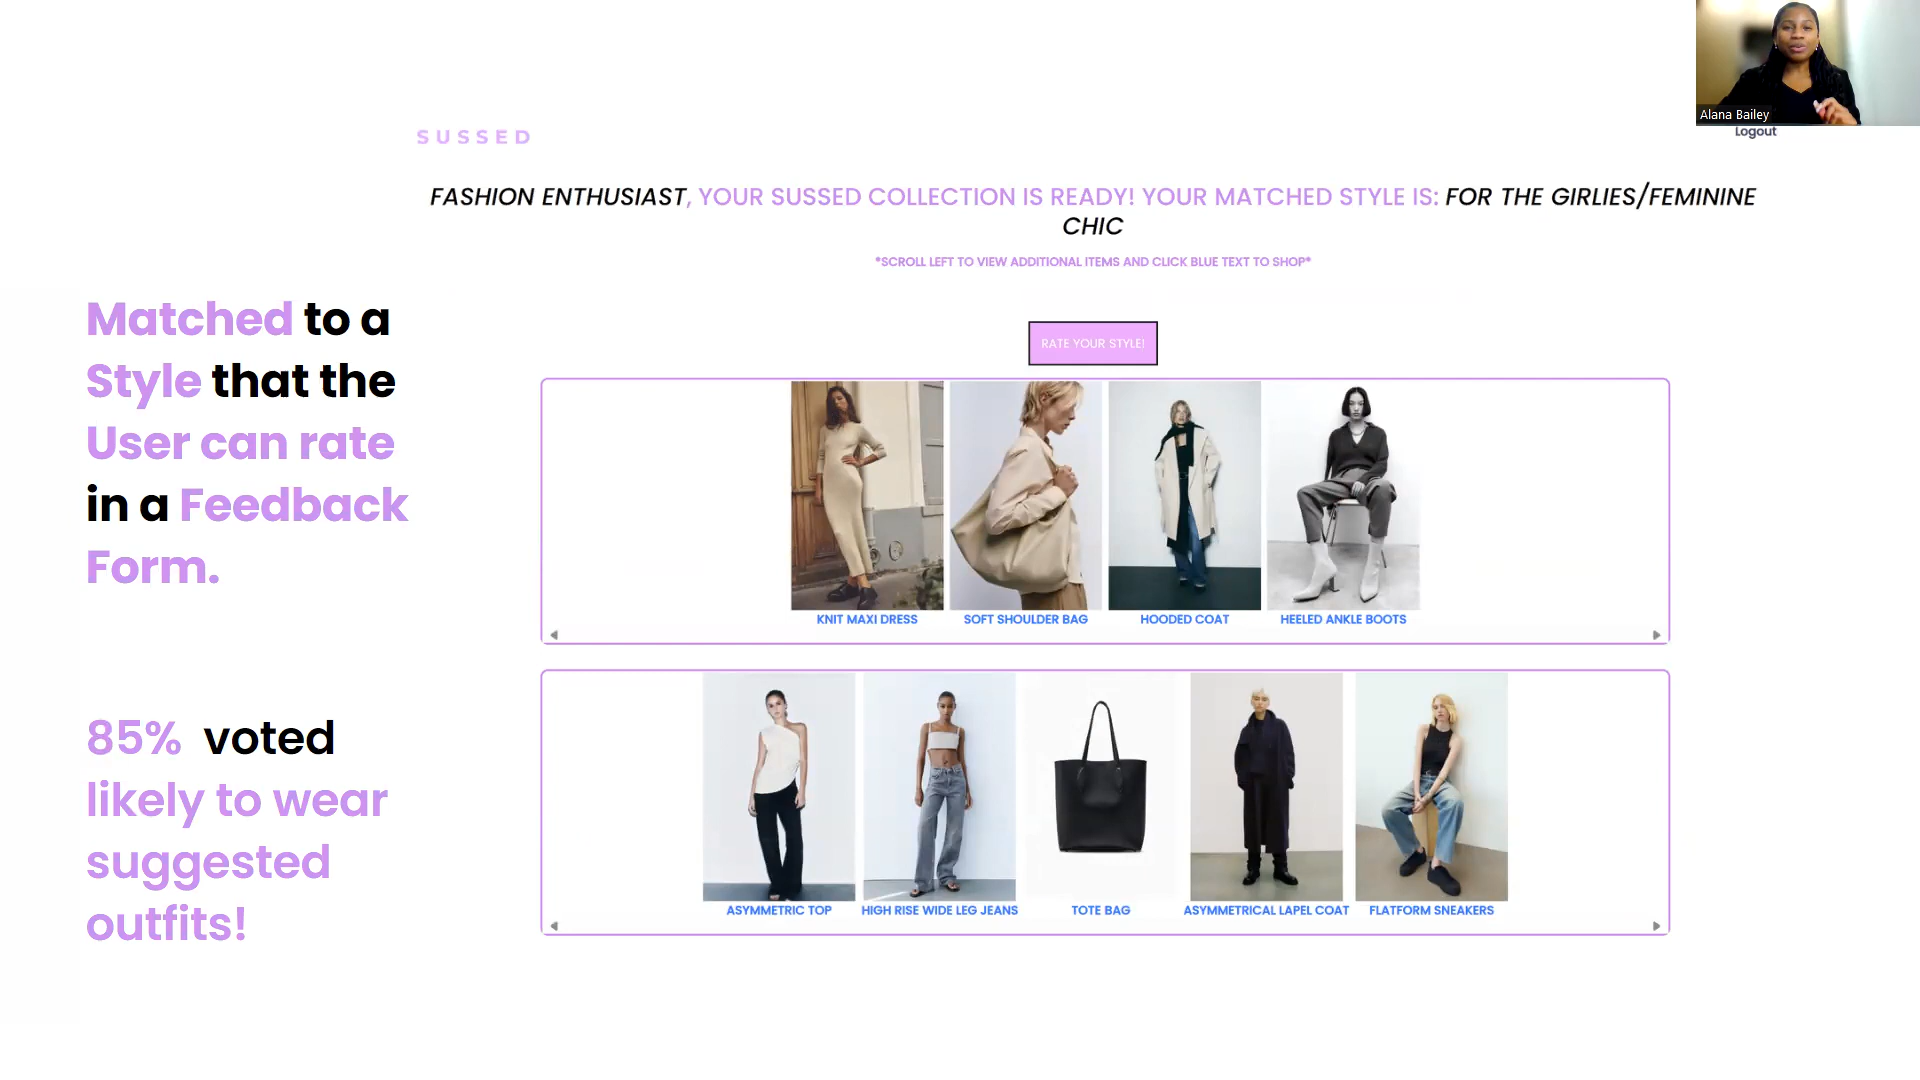 Alana Bailey
Logout
SUSSED
FASHION ENTHUSIAST, YOUR SUSSED COLLECTION IS READY! YOUR MATCHED STYLE IS: FOR THE GIRLIES/FEMININE
CHIC
*SCROLL LEFT TO VIEW ADDITIONAL ITEMS AND CLICK BLUE TEXT TO SHOP*
Matched to a
Style that the
User can rate
in a Feedback
Form.
85% voted
likely to wear
suggested
outfits!
RATE YOUR STYLE!
KNIT MAXI DRESS
SOFT SHOULDER BAG
HOODED COAT
HEELED ANKLE BOOTS
ASYMMETRIC TOP
HIGH RISE WIDE LEG JEANS
TOTE BAG
ASYMMETRICAL LAPEL COAT
FLATFORM SNEAKERS